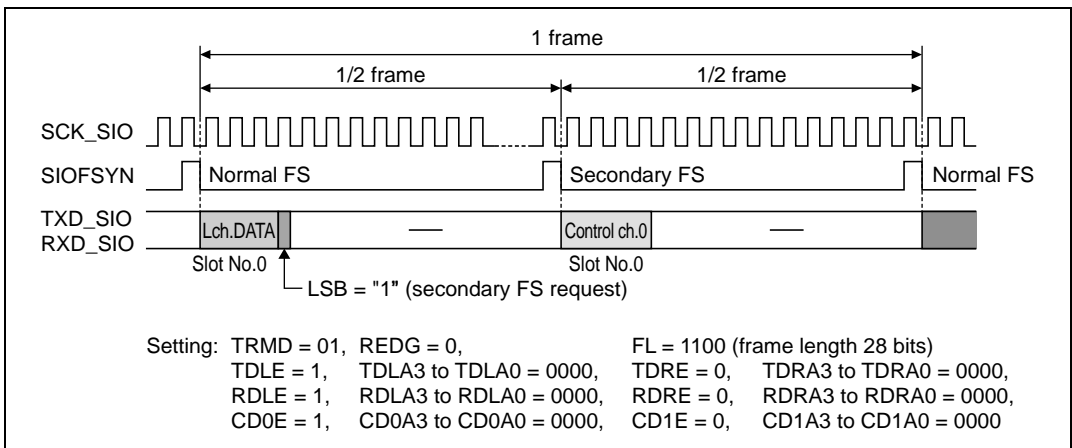 1 frame
1/2 frame 1/2 frame
SCK_SIO
SIOFSYN Normal FS Secondary FS Normal FS
TXD_SIO
RXD_SIO
Lch.DATA — Control ch.0 —
Slot No.0 Slot No.0
LSB = "1" (secondary FS request)
Setting: TRMD = 01, REDG = 0, FL = 1100 (frame length 28 bits)
TDLE = 1, TDLA3 to TDLA0 = 0000, TDRE = 0, TDRA3 to TDRA0 = 0000,
RDLE = 1, RDLA3 to RDLA0 = 0000, RDRE = 0, RDRA3 to RDRA0 = 0000,
CD0E = 1, CD0A3 to CD0A0 = 0000, CD1E = 0, CD1A3 to CD1A0 = 0000